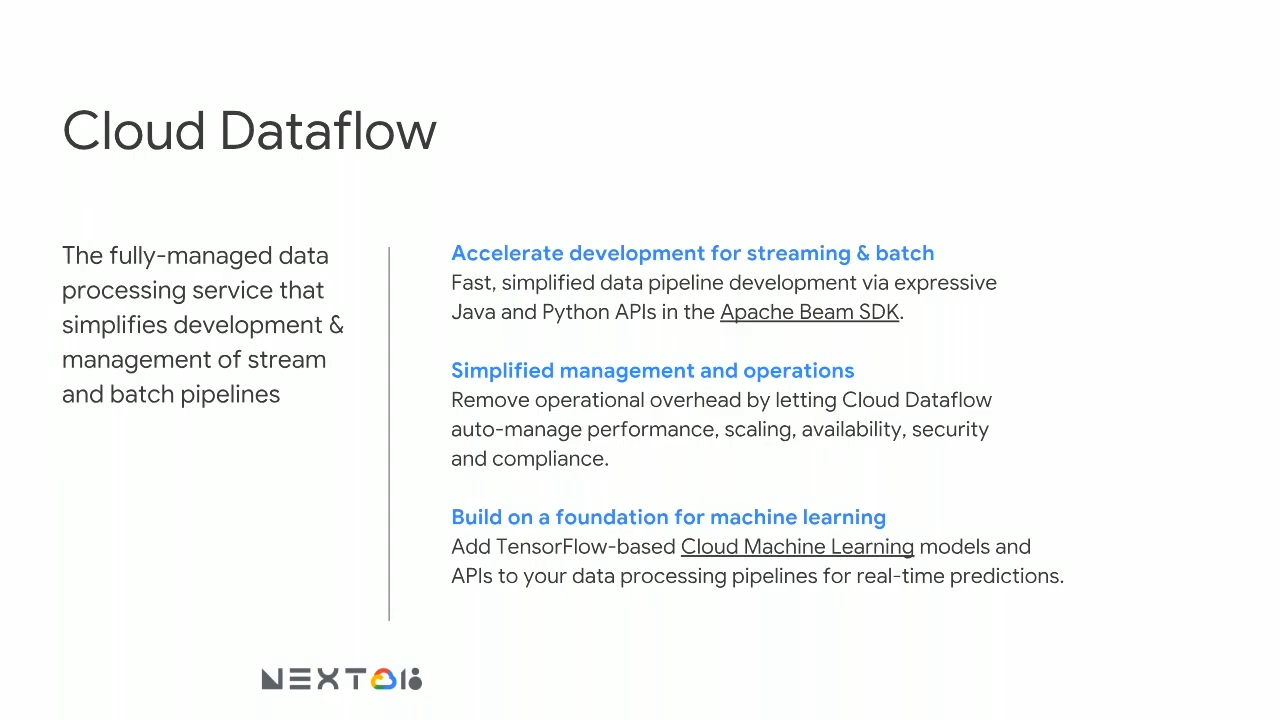 Cloud Dataflow
The fully-managed data
processing service that
simplifies development &
management of stream
and batch pipelines
Accelerate development for streaming & batch
Fast, simplified data pipeline development via expressive
Java and Python APIs in the Apache Beam SDK.
Simplified management and operations
Remove operational overhead by letting Cloud Dataflow
auto-manage performance, scaling, availability, security
and compliance.
Build on a foundation for machine learning
Add TensorFlow-based Cloud Machine Learning models and
APIs to your data processing pipelines for real-time predictions.
NEXT 18